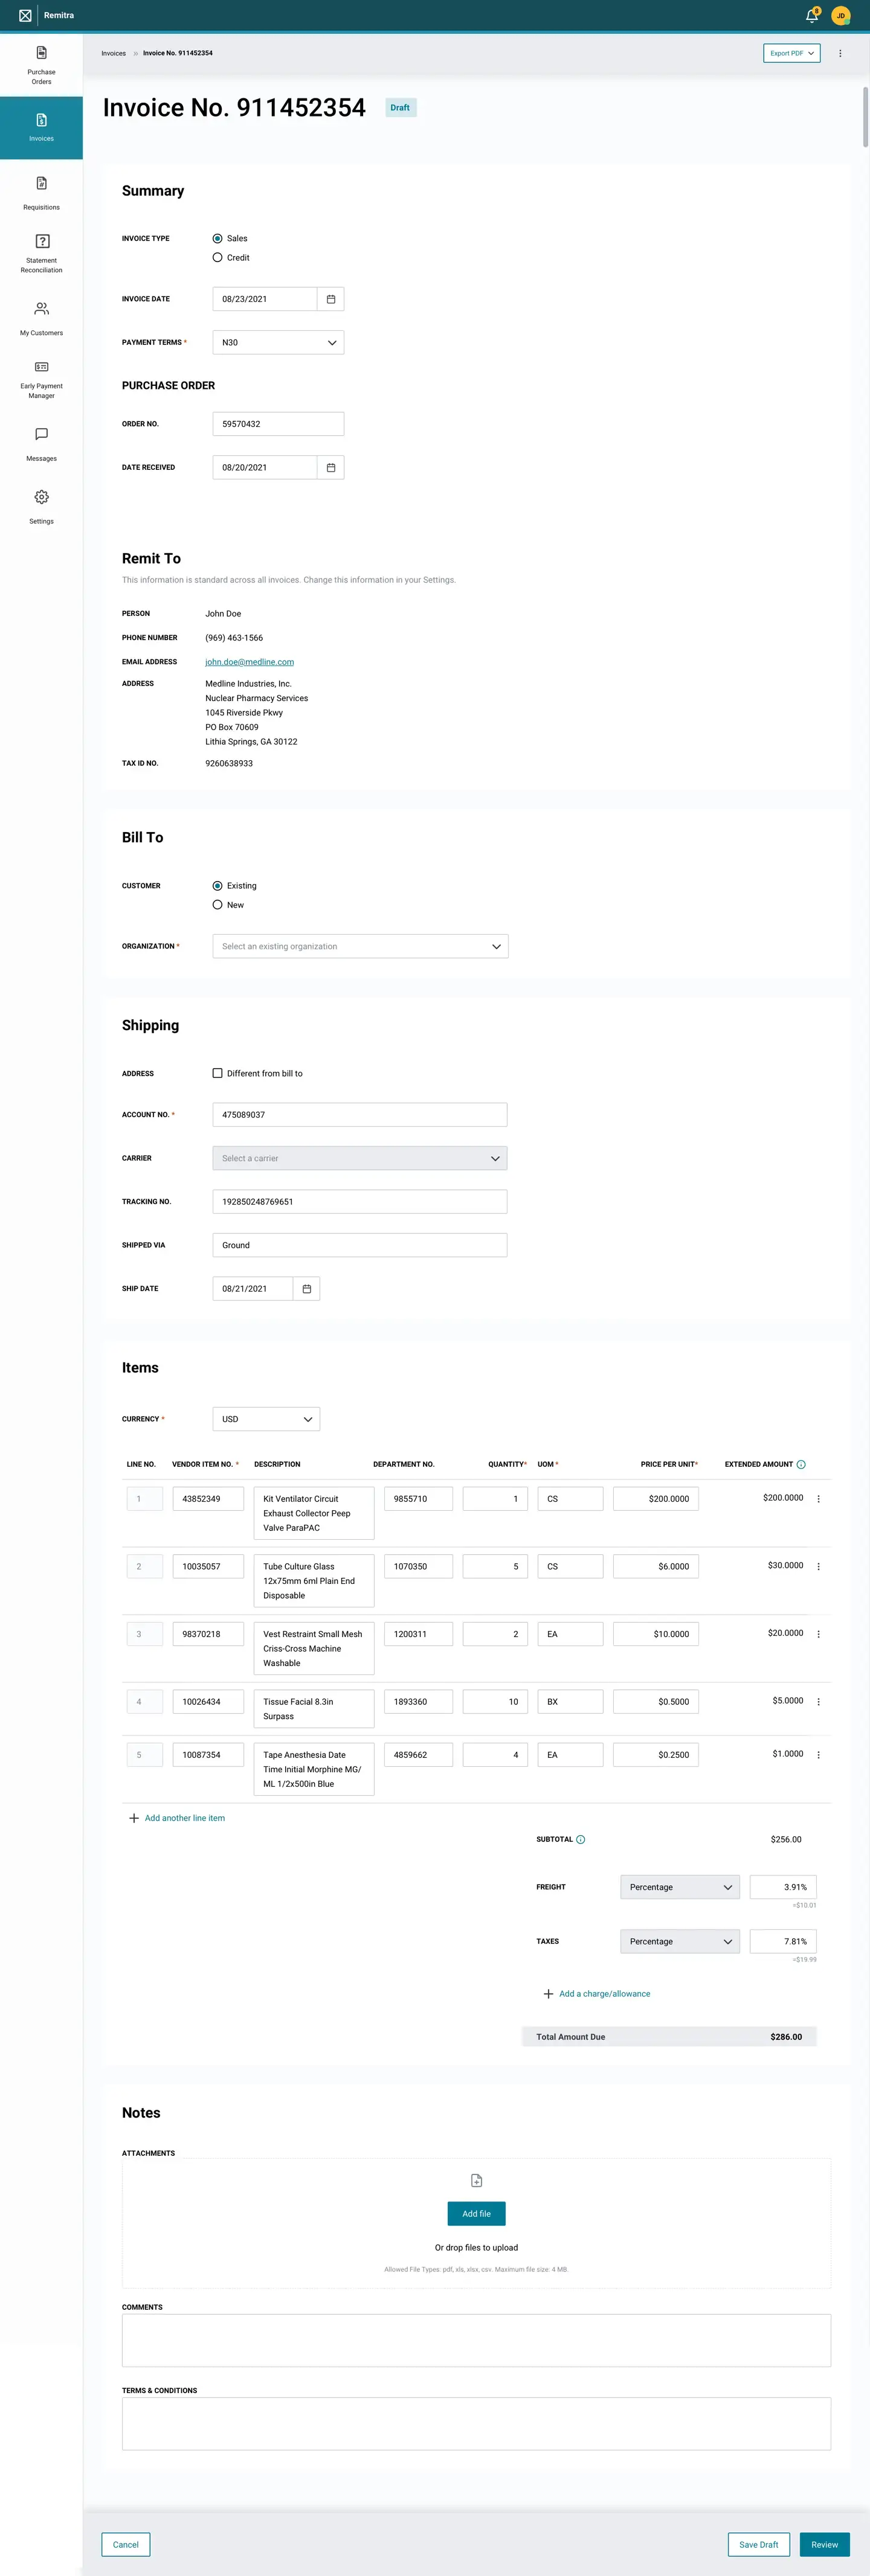 Remitra
8
JD
Purchase
Orders
Invoices
Requisitions
Statement
Reconciliation
My Customers
Early Payment
Manager
Messages
Settings
Invoices » Invoice No. 911452354
Export PDF
Invoice No. 911452354 Draft
Summary
INVOICE TYPE Sales
Credit
INVOICE DATE 08/23/2021
PAYMENT TERMS * N30
PURCHASE ORDER
ORDER NO. 59570432
DATE RECEIVED 08/20/2021
Remit To
This information is standard across all invoices. Change this information in your Settings.
PERSON John Doe
PHONE NUMBER (969) 463-1566
EMAIL ADDRESS john.doe@medline.com
ADDRESS Medline Industries, Inc.
Nuclear Pharmacy Services
1045 Riverside Pkwy
PO Box 70609
Lithia Springs, GA 30122
TAX ID NO. 9260638933
Bill To
CUSTOMER Existing
New
ORGANIZATION * Select an existing organization
Shipping
ADDRESS Different from bill to
ACCOUNT NO. * 475089037
CARRIER Select a carrier
TRACKING NO. 192850248769651
SHIPPED VIA Ground
SHIP DATE 08/21/2021
Items
CURRENCY * USD
LINE NO. VENDOR ITEM NO. * DESCRIPTION DEPARTMENT NO. QUANTITY* UOM * PRICE PER UNIT* EXTENDED AMOUNT
1 43852349 Kit Ventilator Circuit 9855710 1 CS $200.0000 $200.0000
Exhaust Collector Peep
Valve ParaPAC
2 10035057 Tube Culture Glass 1070350 5 CS $6.0000 $30.0000
12x75mm 6ml Plain End
Disposable
3 98370218 Vest Restraint Small Mesh 1200311 2 EA $10.0000 $20.0000
Criss-Cross Machine
Washable
4 10026434 Tissue Facial 8.3in 1893360 10 BX $0.5000 $5.0000
Surpass
5 10087354 Tape Anesthesia Date 4859662 4 EA $0.2500 $1.0000
Time Initial Morphine MG/
ML 1/2x500in Blue
Add another line item
SUBTOTAL $256.00
FREIGHT Percentage 3.91%
≈$10.01
TAXES Percentage 7.81%
≈$19.99
Add a charge/allowance
Total Amount Due $286.00
Notes
ATTACHMENTS
Add file
Or drop files to upload
Allowed File Types: pdf, xls, xlsx, csv. Maximum file size: 4 MB.
COMMENTS
TERMS & CONDITIONS
Cancel Save Draft Review